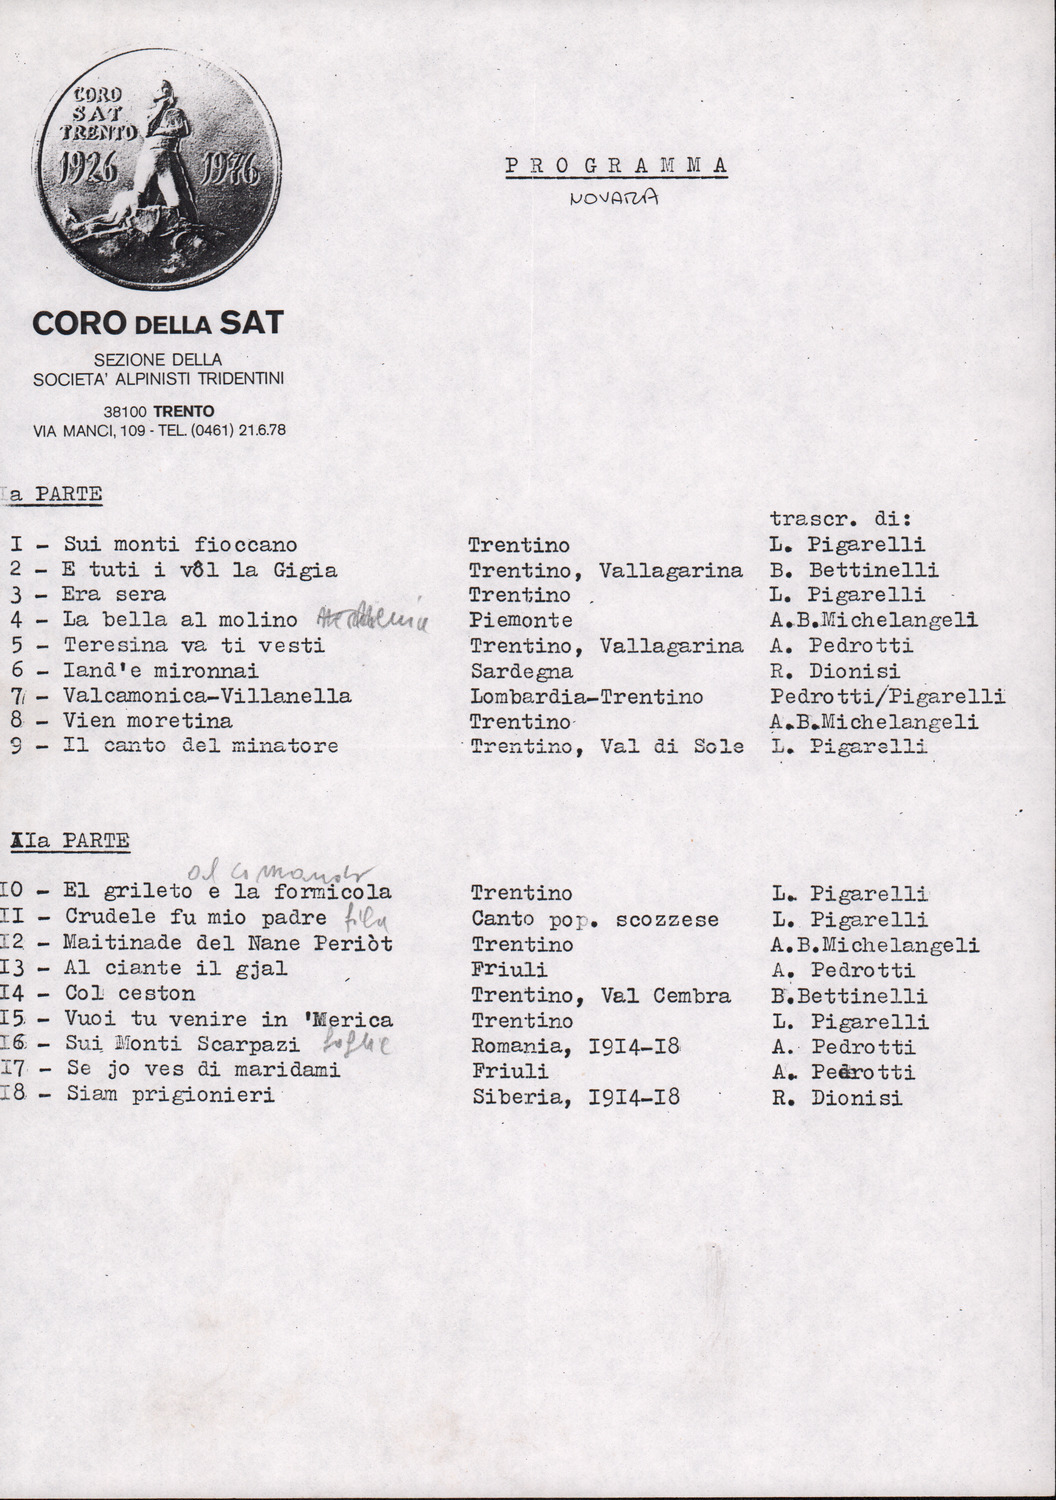 CORO
SAT
TRENTO
1926 1976
PROGRAMMA
NOVARA
CORO DELLA SAT
SEZIONE DELLA
SOCIETA' ALPINISTI TRIDENTINI
38100 TRENTO
VIA MANCI, 109 - TEL. (0461) 21.6.78
Ia PARTE
trascr. di:
I - Sui monti fioccano Trentino L. Pigarelli
2 - E tuti i vôl la Gigia Trentino, Vallagarina B. Bettinelli
3 - Era sera Trentino L. Pigarelli
4 - La bella al molino Piemonte A.B.Michelangeli
5 - Teresina va ti vesti Trentino, Vallagarina A. Pedrotti
6 - Iand'e mironnai Sardegna R. Dionisi
7 - Valcamonica-Villanella Lombardia-Trentino Pedrotti/Pigarelli
8 - Vien moretina Trentino A.B.Michelangeli
9 - Il canto del minatore Trentino, Val di Sole L. Pigarelli
IIa PARTE
al comando
IO - El grileto e la formicola Trentino L. Pigarelli
II - Crudele fu mio padre fila Canto pop. scozzese L. Pigarelli
I2 - Maitinade del Nane Periòt Trentino A.B.Michelangeli
I3 - Al ciante il gjal Friuli A. Pedrotti
I4 - Col ceston Trentino, Val Cembra B.Bettinelli
I5 - Vuoi tu venire in 'Merica Trentino L. Pigarelli
I6 - Sui Monti Scarpazi Romania, I9I4-I8 A. Pedrotti
I7 - Se jo ves di maridami Friuli A. Pedrotti
I8 - Siam prigionieri Siberia, I9I4-I8 R. Dionisi